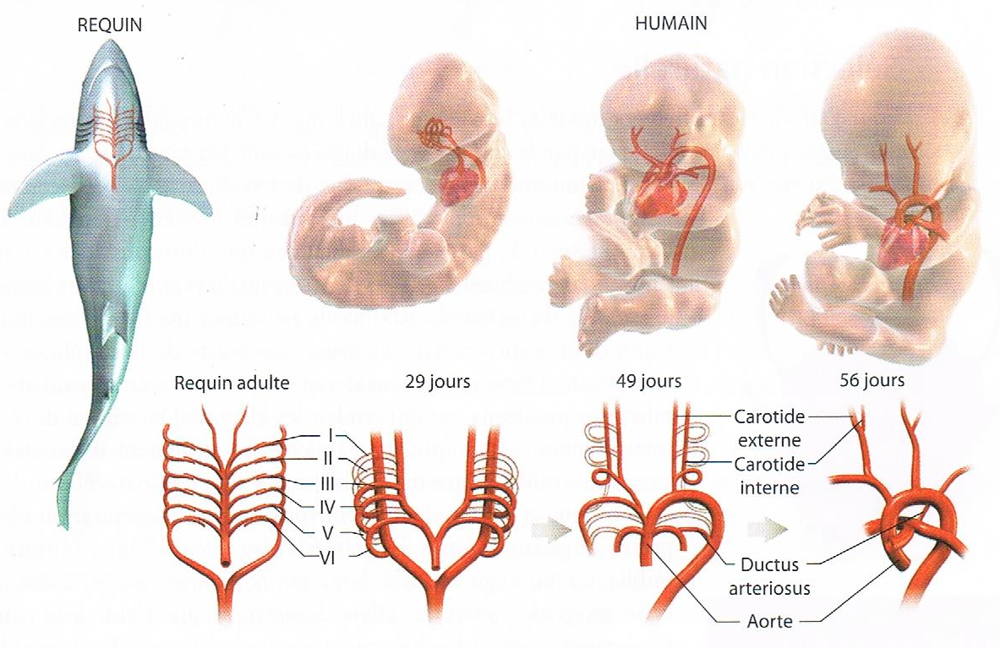 REQUIN
HUMAIN
Requin adulte
29 jours
49 jours
56 jours
I
II
III
IV
V
VI
Carotide
externe
Carotide
interne
Ductus
arteriosus
Aorte